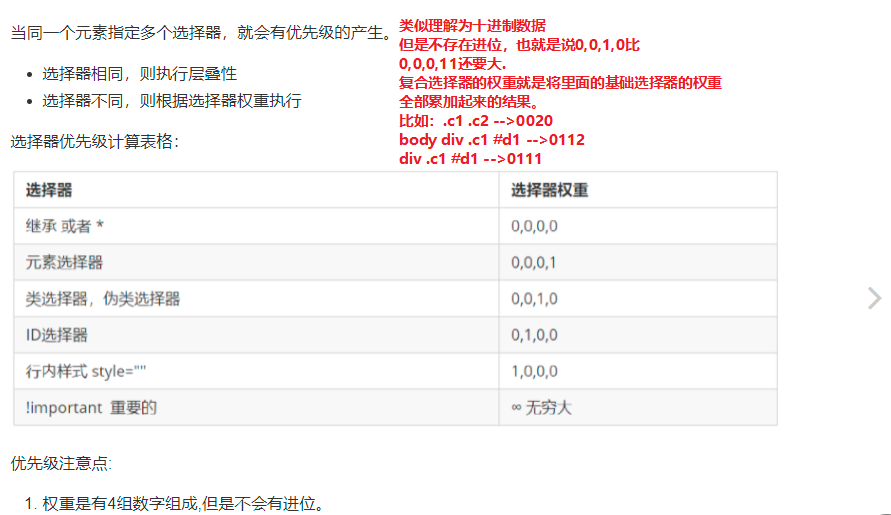 当同一个元素指定多个选择器，就会有优先级的产生。
类似理解为十进制数据
但是不存在进位，也就是说0,0,1,0比
0,0,0,11还要大.
复合选择器的权重就是将里面的基础选择器的权重
全部累加起来的结果。
比如：.c1 .c2 -->0020
body div .c1 #d1 -->0112
div .c1 #d1 -->0111
• 选择器相同，则执行层叠性
• 选择器不同，则根据选择器权重执行
选择器优先级计算表格：
选择器 选择器权重
继承 或者 * 0,0,0,0
元素选择器 0,0,0,1
类选择器，伪类选择器 0,0,1,0
ID选择器 0,1,0,0
行内样式 style="" 1,0,0,0
!important 重要的 ∞ 无穷大
优先级注意点:
1. 权重是有4组数字组成,但是不会有进位。